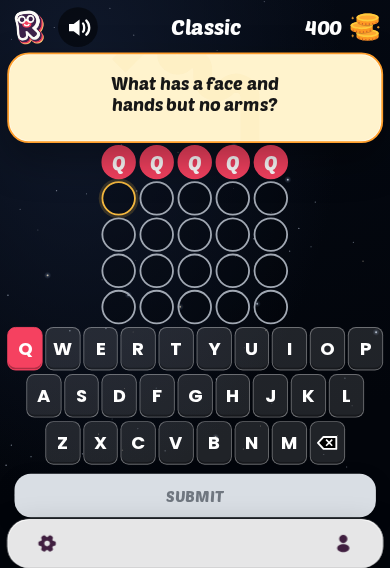 Classic
400
What has a face and
hands but no arms?
Q Q Q Q Q
Q W E R T Y U I O P
A S D F G H J K L
Z X C V B N M
SUBMIT